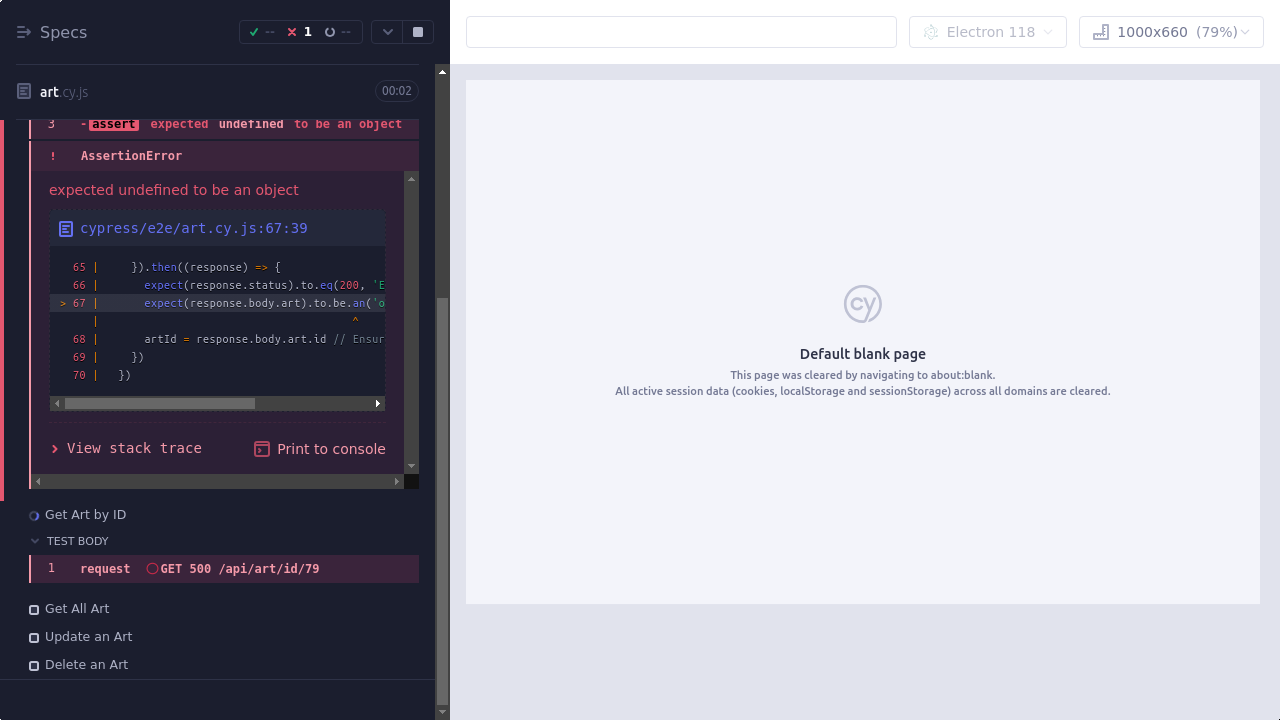 Specs
-- 1 --
Electron 118
1000x660 (79%)
art.cy.js
00:02
3 -assert expected undefined to be an object
! AssertionError
expected undefined to be an object
cypress/e2e/art.cy.js:67:39
65 | }).then((response) => {
66 | expect(response.status).to.eq(200, 'E
> 67 | expect(response.body.art).to.be.an('o
| ^
68 | artId = response.body.art.id // Ensur
69 | })
70 | })
View stack trace
Print to console
Get Art by ID
TEST BODY
1 request GET 500 /api/art/id/79
Get All Art
Update an Art
Delete an Art
cy
Default blank page
This page was cleared by navigating to about:blank.
All active session data (cookies, localStorage and sessionStorage) across all domains are cleared.